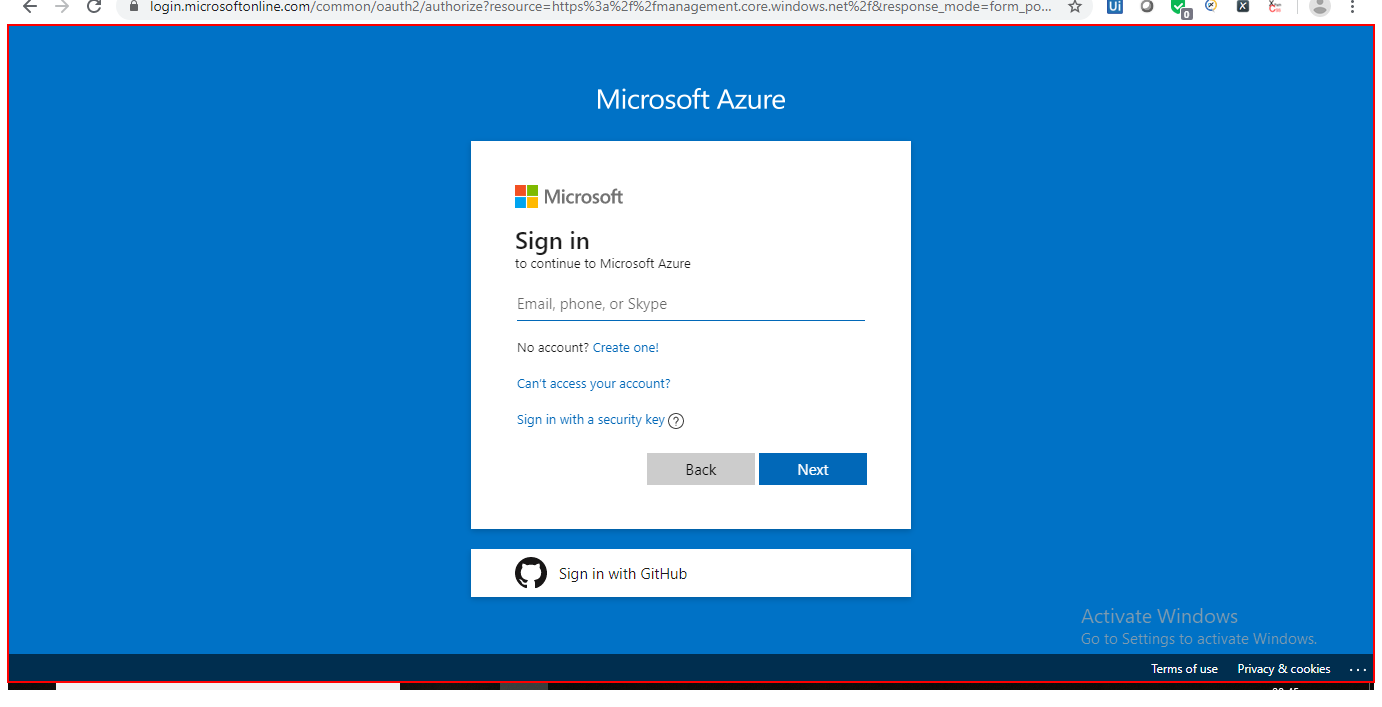 login.microsoftonline.com/common/oauth2/authorize?resource=https%3a%2f%2fmanagement.core.windows.net%2f&response_mode=form_po...
Ui
0
X
Microsoft Azure
Microsoft
Sign in
to continue to Microsoft Azure
Email, phone, or Skype
No account? Create one!
Can't access your account?
Sign in with a security key ?
Back
Next
Sign in with GitHub
Activate Windows
Go to Settings to activate Windows.
Terms of use
Privacy & cookies
...